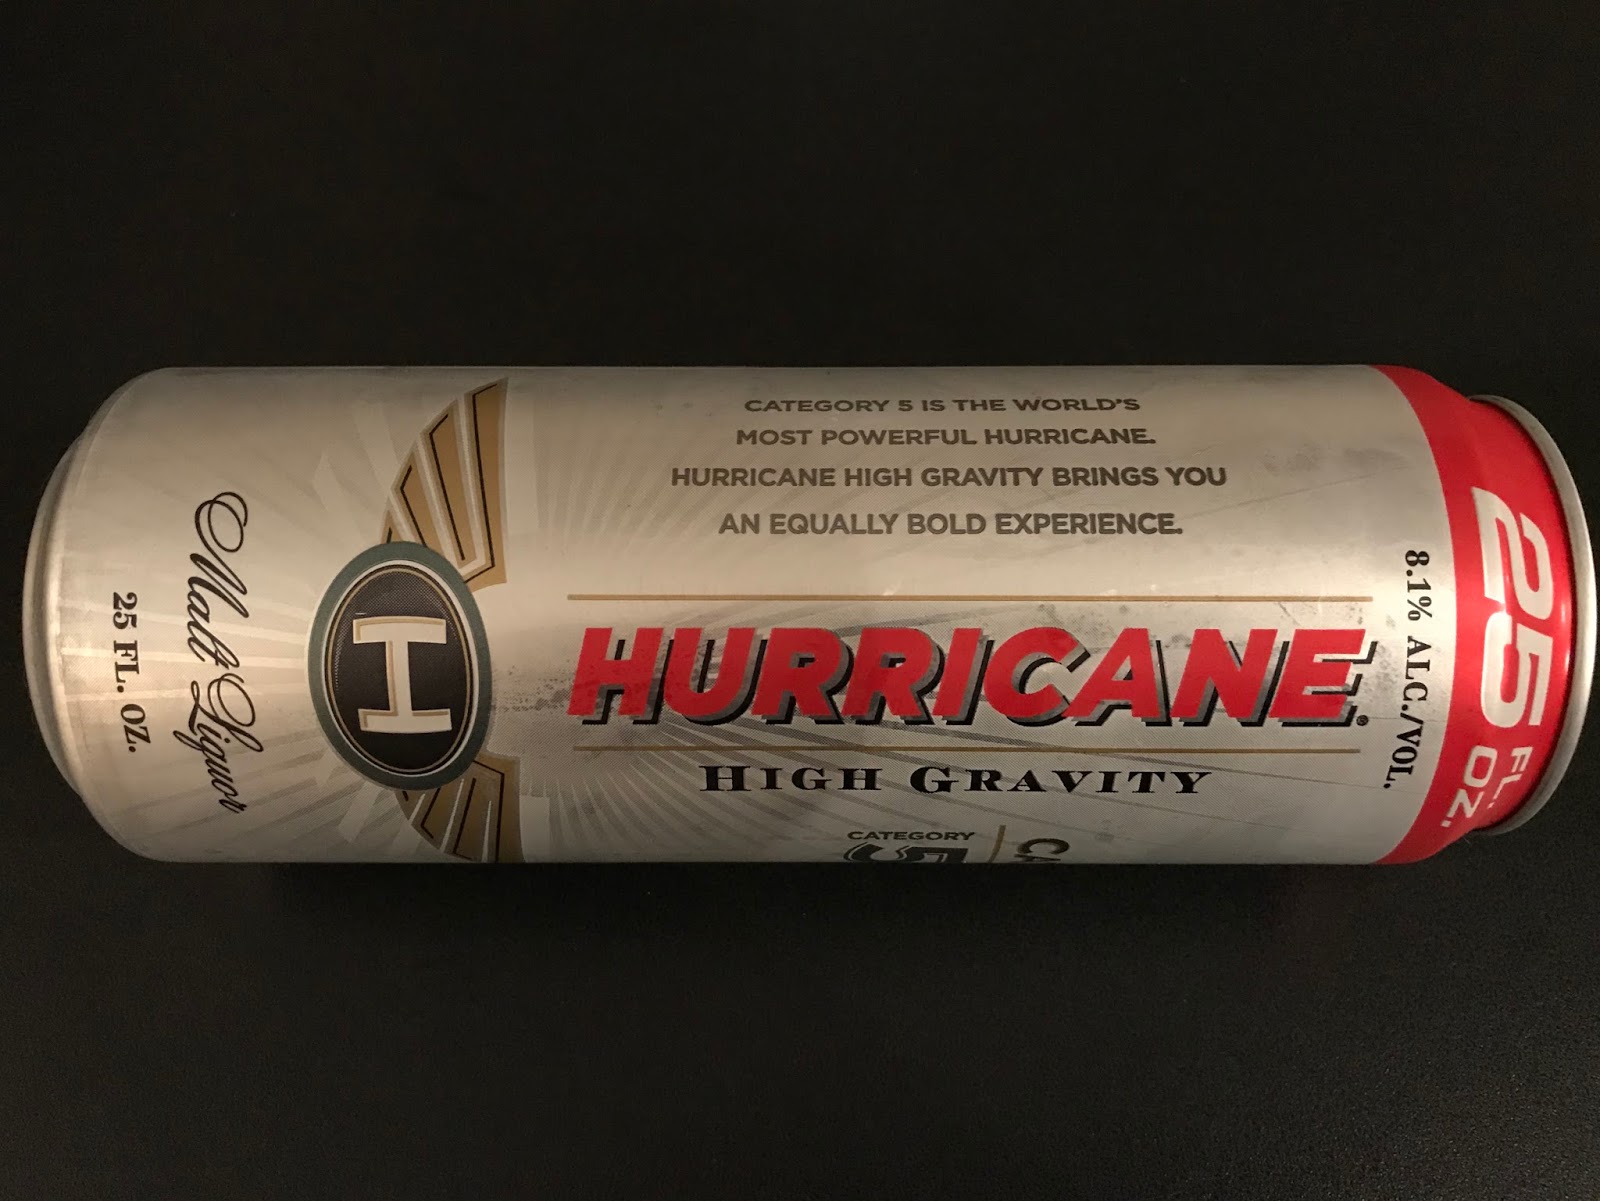 CATEGORY 5 IS THE WORLD'S
MOST POWERFUL HURRICANE.
HURRICANE HIGH GRAVITY BRINGS YOU
AN EQUALLY BOLD EXPERIENCE.
HURRICANE®
HIGH GRAVITY
CATEGORY
5
25 FL. OZ.
8.1% ALC./VOL.
H
Malt Liquor
25 FL. OZ.